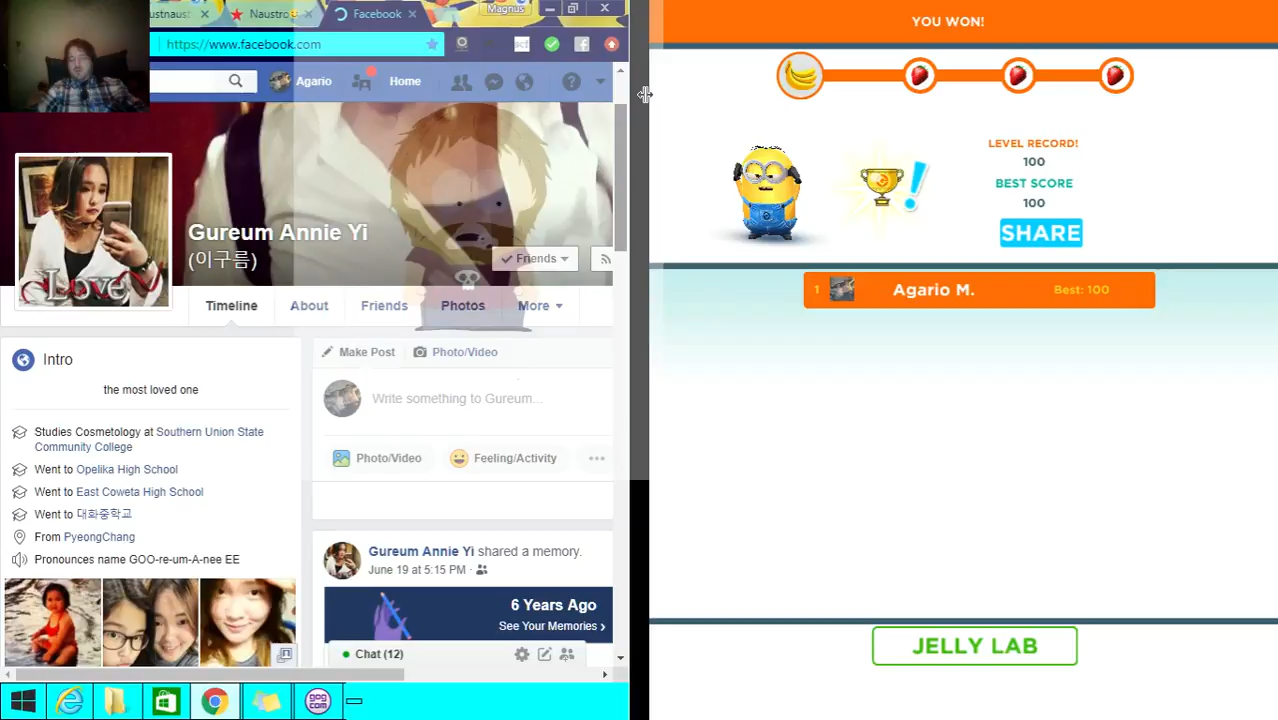 ustnaust
Naustro
Facebook
Magnus
https://www.facebook.com
Agario
Home
Gureum Annie Yi
(이구름)
Friends
Timeline
About
Friends
Photos
More
Love
Intro
the most loved one
Studies Cosmetology at Southern Union State
Community College
Went to Opelika High School
Went to East Coweta High School
Went to 대화중학교
From PyeongChang
Pronounces name GOO-re-um-A-nee EE
Make Post
Photo/Video
Write something to Gureum...
Photo/Video
Feeling/Activity
Gureum Annie Yi shared a memory.
June 19 at 5:15 PM
6 Years Ago
See Your Memories
Chat (12)
gog
com
YOU WON!
LEVEL RECORD!
100
BEST SCORE
100
SHARE
1 Agario M. Best: 100
JELLY LAB